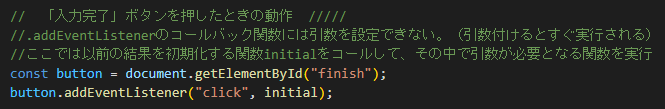 //　「入力完了」ボタンを押したときの動作　/////
//.addEventListenerのコールバック関数には引数を設定できない。（引数付けるとすぐ実行される）
//ここでは以前の結果を初期化する関数initialをコールして、その中で引数が必要となる関数を実行
const button = document.getElementById("finish");
button.addEventListener("click", initial);